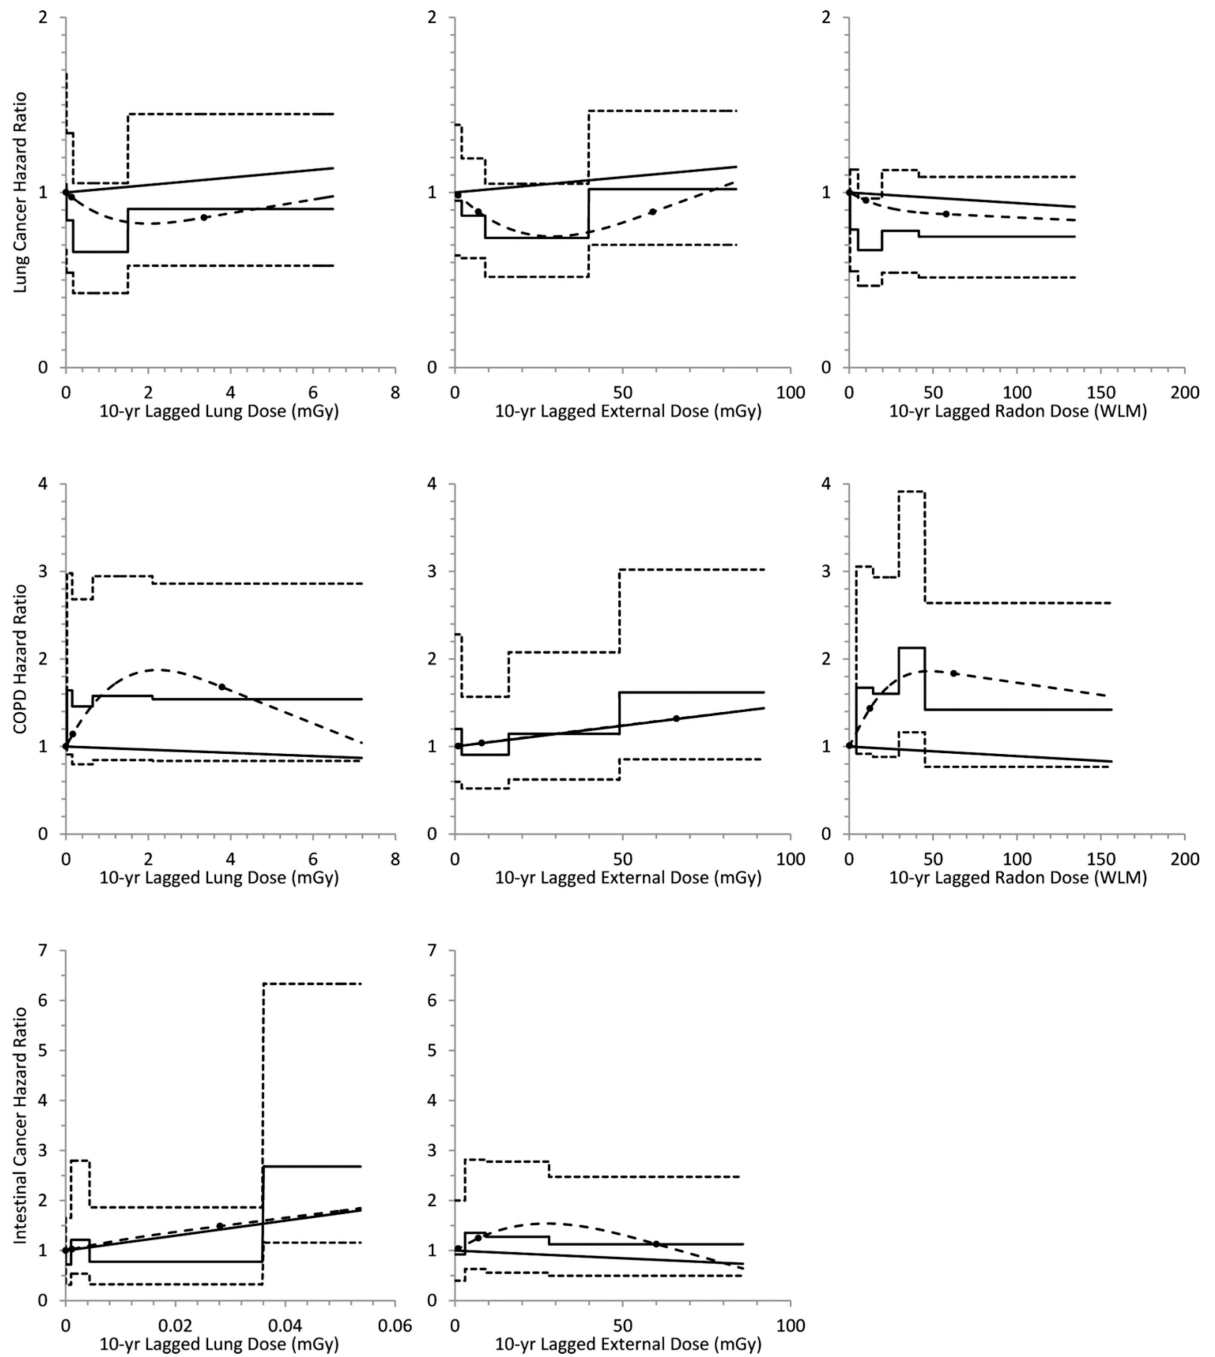 2
1
0
Lung Cancer Hazard Ratio
0 2 4 6 8
10-yr Lagged Lung Dose (mGy)
2
1
0
0 50 100
10-yr Lagged External Dose (mGy)
2
1
0
0 50 100 150 200
10-yr Lagged Radon Dose (WLM)
4
3
2
1
0
COPD Hazard Ratio
0 2 4 6 8
10-yr Lagged Lung Dose (mGy)
4
3
2
1
0
0 50 100
10-yr Lagged External Dose (mGy)
4
3
2
1
0
0 50 100 150 200
10-yr Lagged Radon Dose (WLM)
7
6
5
4
3
2
1
0
Intestinal Cancer Hazard Ratio
0 0.02 0.04 0.06
10-yr Lagged Lung Dose (mGy)
7
6
5
4
3
2
1
0
0 50 100
10-yr Lagged External Dose (mGy)